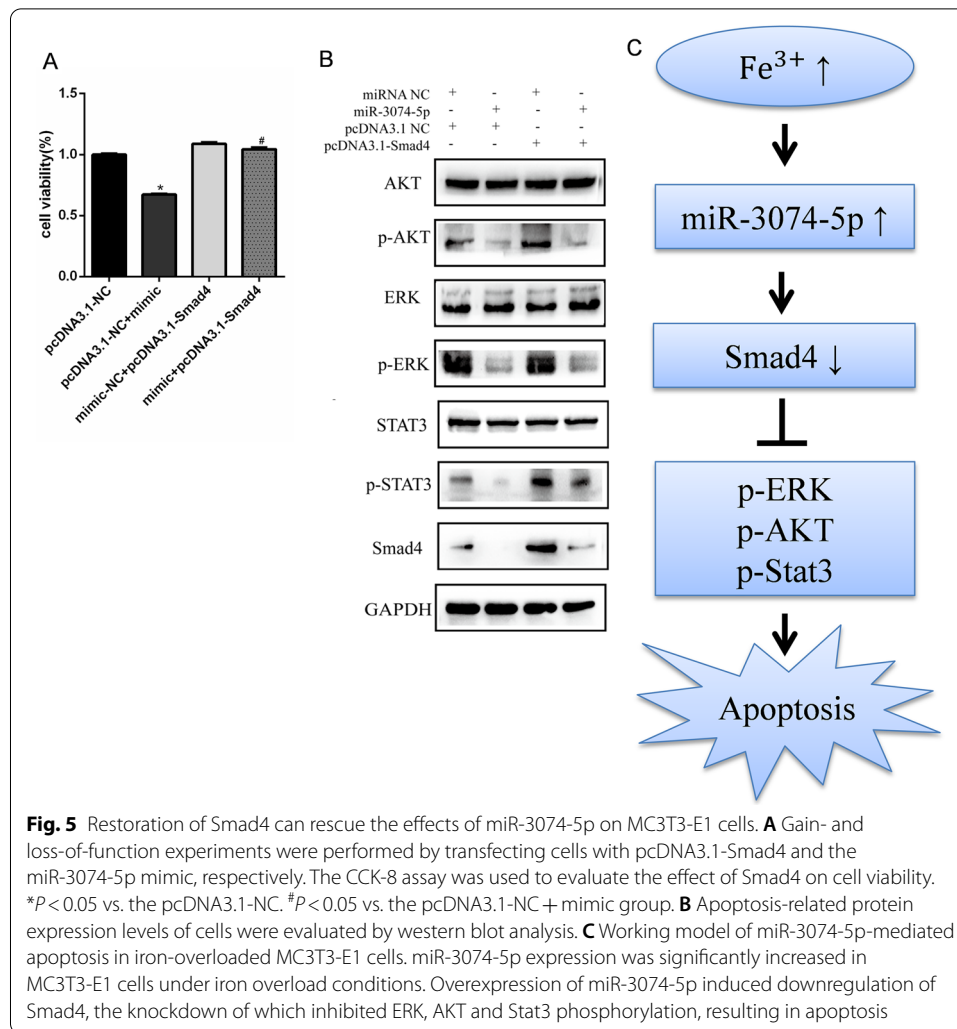 A
cell viability(%)
1.5
1.0
0.5
0.0
*
#
pcDNA3.1-NC
pcDNA3.1-NC+mimic
mimic-NC+pcDNA3.1-Smad4
mimic+pcDNA3.1-Smad4
B
miRNA NC + - + -
miR-3074-5p - + - +
pcDNA3.1 NC + + - -
pcDNA3.1-Smad4 - - + +
AKT
p-AKT
ERK
p-ERK
STAT3
p-STAT3
Smad4
GAPDH
C
Fe³⁺ ↑
miR-3074-5p ↑
Smad4 ↓
p-ERK
p-AKT
p-Stat3
Apoptosis
Fig. 5 Restoration of Smad4 can rescue the effects of miR-3074-5p on MC3T3-E1 cells. A Gain- and
loss-of-function experiments were performed by transfecting cells with pcDNA3.1-Smad4 and the
miR-3074-5p mimic, respectively. The CCK-8 assay was used to evaluate the effect of Smad4 on cell viability.
*P < 0.05 vs. the pcDNA3.1-NC. #P < 0.05 vs. the pcDNA3.1-NC + mimic group. B Apoptosis-related protein
expression levels of cells were evaluated by western blot analysis. C Working model of miR-3074-5p-mediated
apoptosis in iron-overloaded MC3T3-E1 cells. miR-3074-5p expression was significantly increased in
MC3T3-E1 cells under iron overload conditions. Overexpression of miR-3074-5p induced downregulation of
Smad4, the knockdown of which inhibited ERK, AKT and Stat3 phosphorylation, resulting in apoptosis